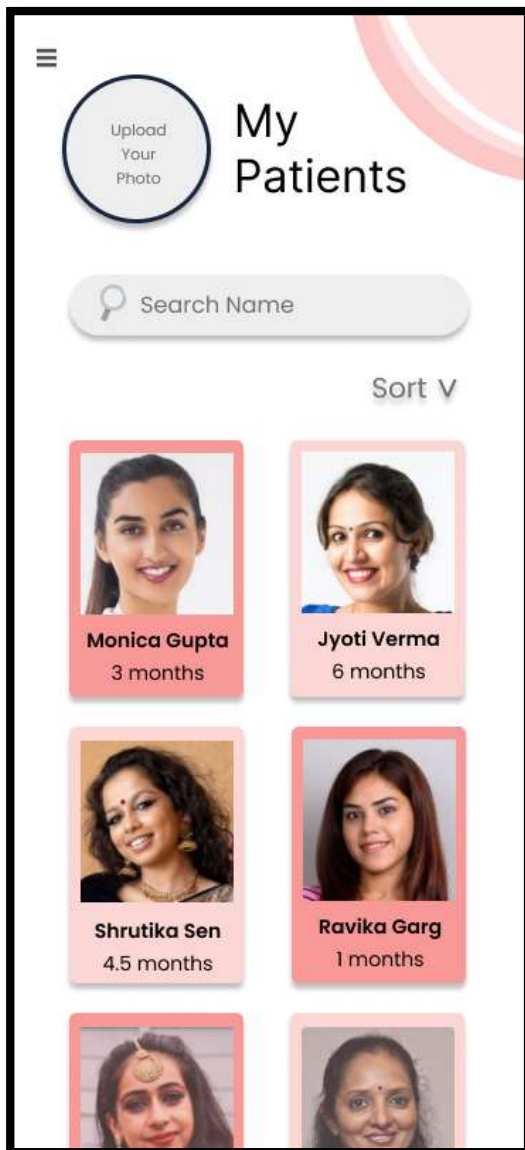 Upload
Your
Photo
My
Patients
Search Name
Sort V
Monica Gupta
3 months
Jyoti Verma
6 months
Shrutika Sen
4.5 months
Ravika Garg
1 months